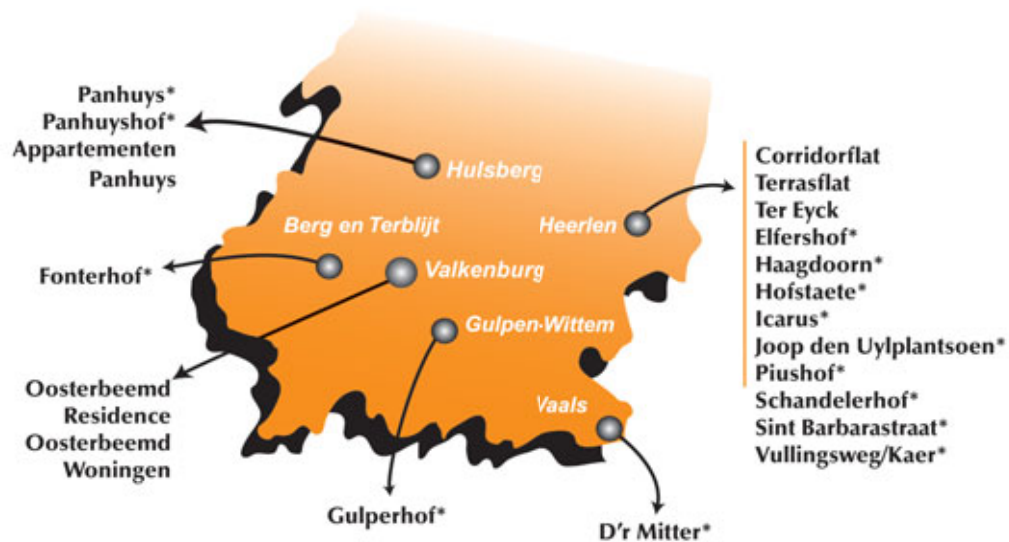 Panhuys*
Panhuyshof*
Appartementen
Panhuys
Hulsberg
Corridorflat
Terrasflat
Ter Eyck
Elfershof*
Haagdoorn*
Hofstaete*
Icarus*
Joop den Uylplantsoen*
Piushof*
Schandelerhof*
Sint Barbarastraat*
Vullingsweg/Kaer*
Berg en Terblijt
Heerlen
Fonterhof*
Valkenburg
Gulpen-Wittem
Oosterbeemd
Residence
Oosterbeemd
Woningen
Vaals
Gulperhof*
D'r Mitter*